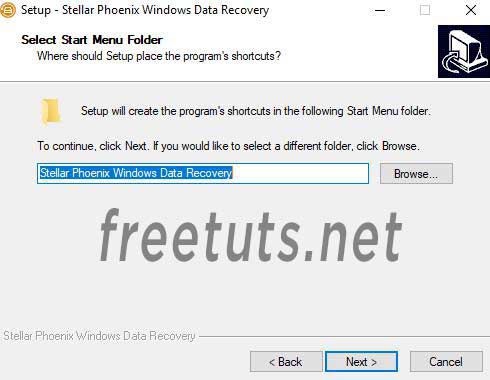 Setup - Stellar Phoenix Windows Data Recovery
Select Start Menu Folder
Where should Setup place the program's shortcuts?
Setup will create the program's shortcuts in the following Start Menu folder.
To continue, click Next. If you would like to select a different folder, click Browse.
Stellar Phoenix Windows Data Recovery
Browse...
freetuts.net
Stellar Phoenix Windows Data Recovery
< Back
Next >
Cancel